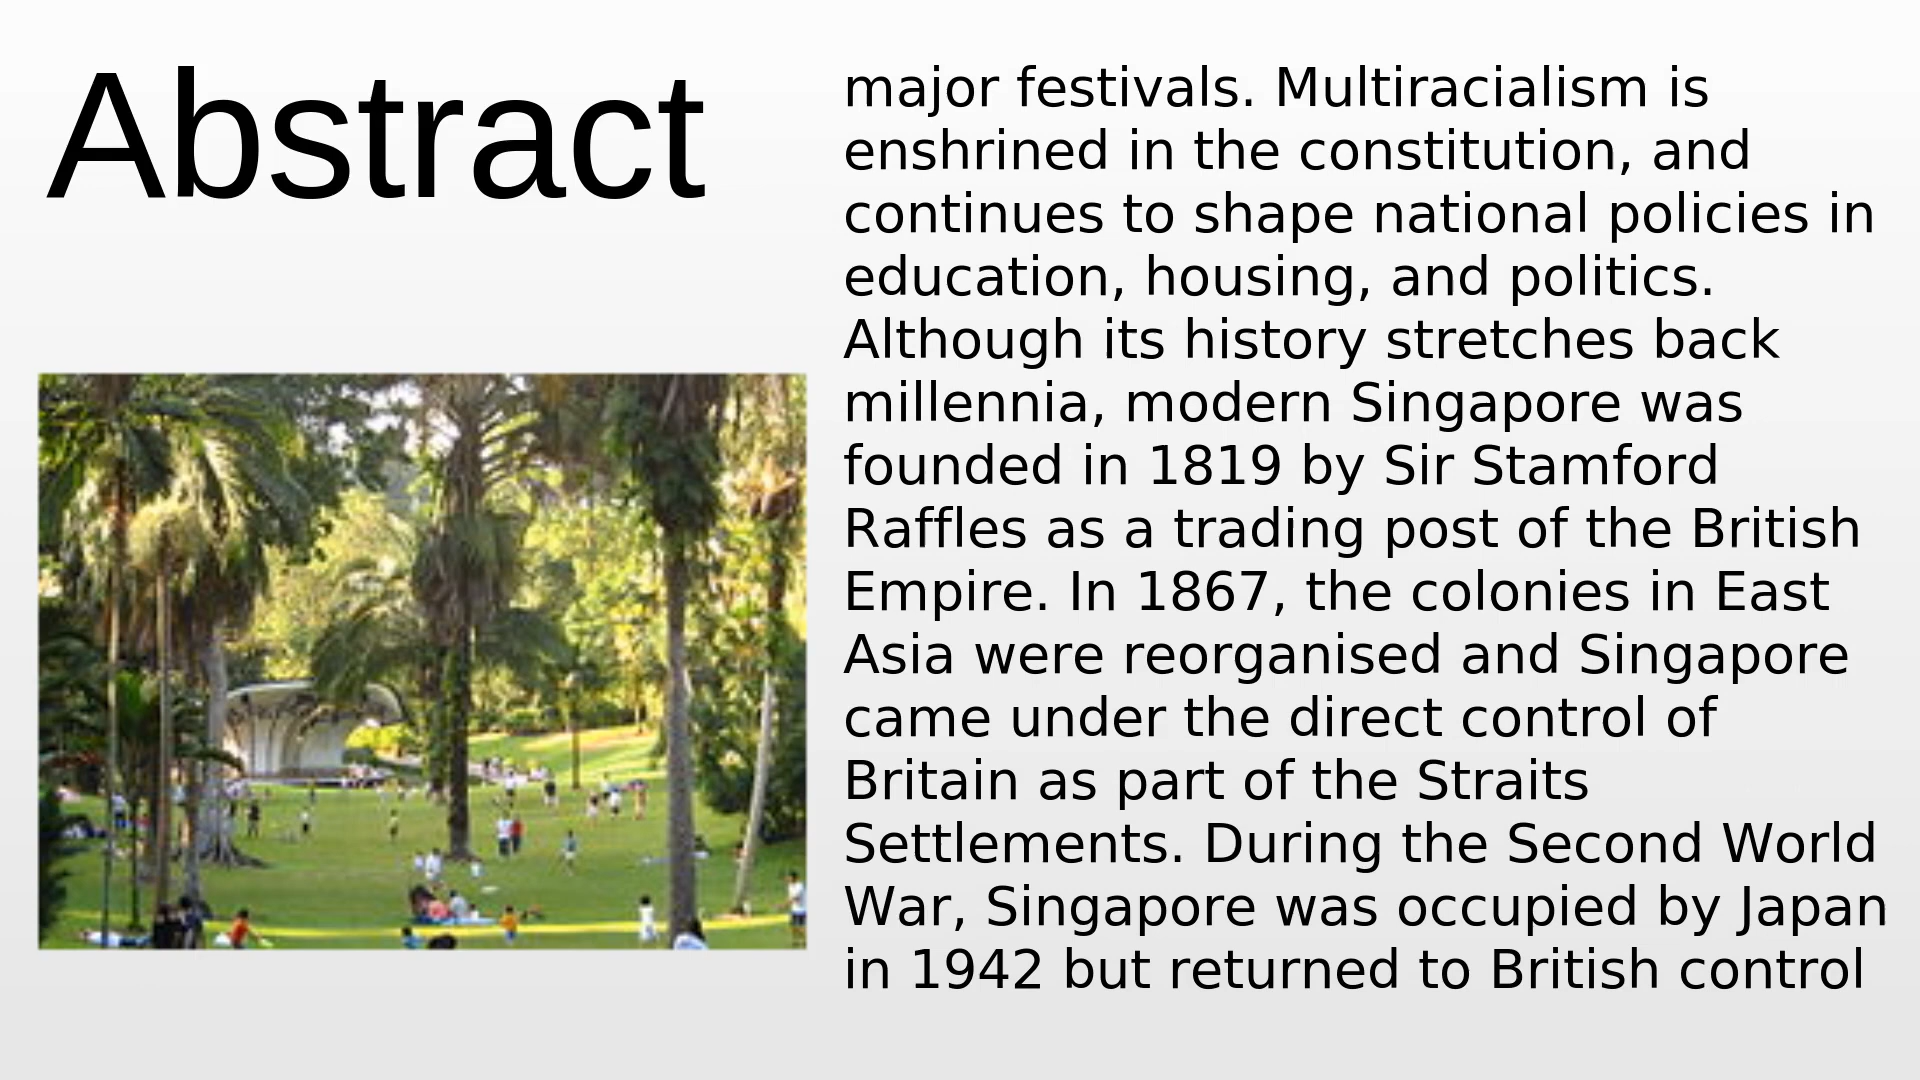 Abstract
major festivals. Multiracialism is
enshrined in the constitution, and
continues to shape national policies in
education, housing, and politics.
Although its history stretches back
millennia, modern Singapore was
founded in 1819 by Sir Stamford
Raffles as a trading post of the British
Empire. In 1867, the colonies in East
Asia were reorganised and Singapore
came under the direct control of
Britain as part of the Straits
Settlements. During the Second World
War, Singapore was occupied by Japan
in 1942 but returned to British control